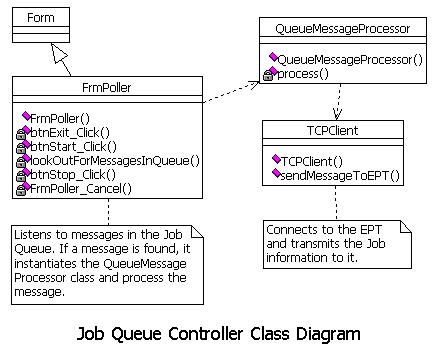 Form
QueueMessageProcessor
QueueMessageProcessor()
process()
FrmPoller
FrmPoller()
btnExit_Click()
btnStart_Click()
lookOutForMessagesInQueue()
btnStop_Click()
FrmPoller_Cancel()
TCPClient
TCPClient()
sendMessageToEPT()
Listens to messages in the Job
Queue. If a message is found, it
instantiates the QueueMessage
Processor class and process the
message.
Connects to the EPT
and transmits the Job
information to it.
Job Queue Controller Class Diagram